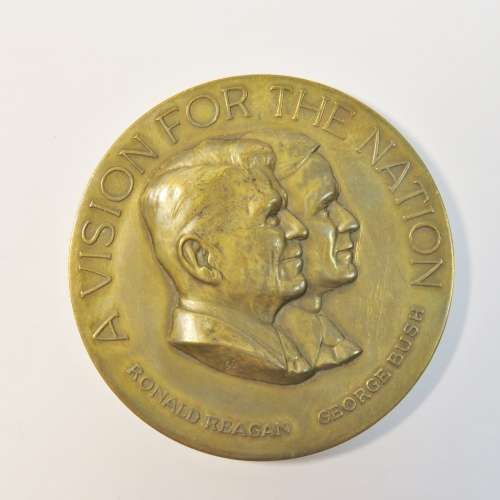 A VISION FOR THE NATION
RONALD REAGAN
GEORGE BUSH